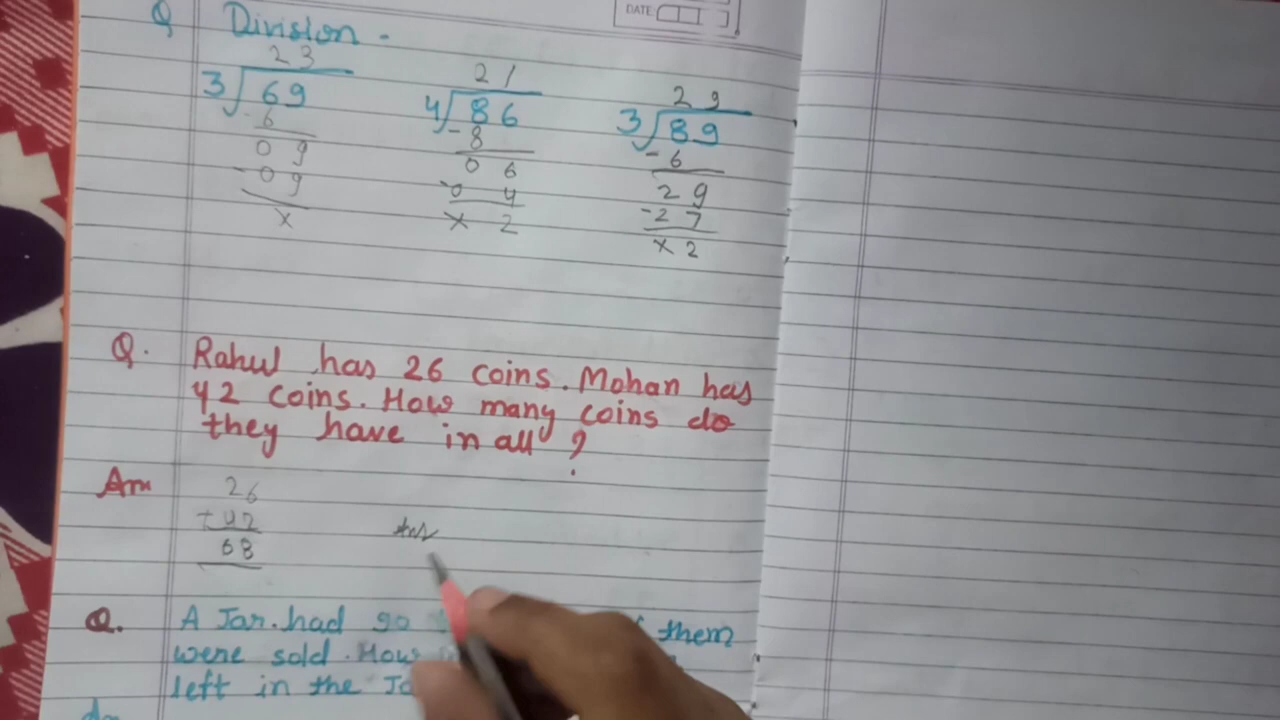 DATE
Q Division.
23 21 29
3 69 4 86 3 89
-6 -8 -6
09 06 29
-09 -04 -27
x x 2 x 2
Q. Rahul has 26 coins. Mohan has
42 coins. How many coins do
they have in all ?
Ans 26
+42 Ans
68
Q. A Jar. had 90 them
were sold. How
left in the